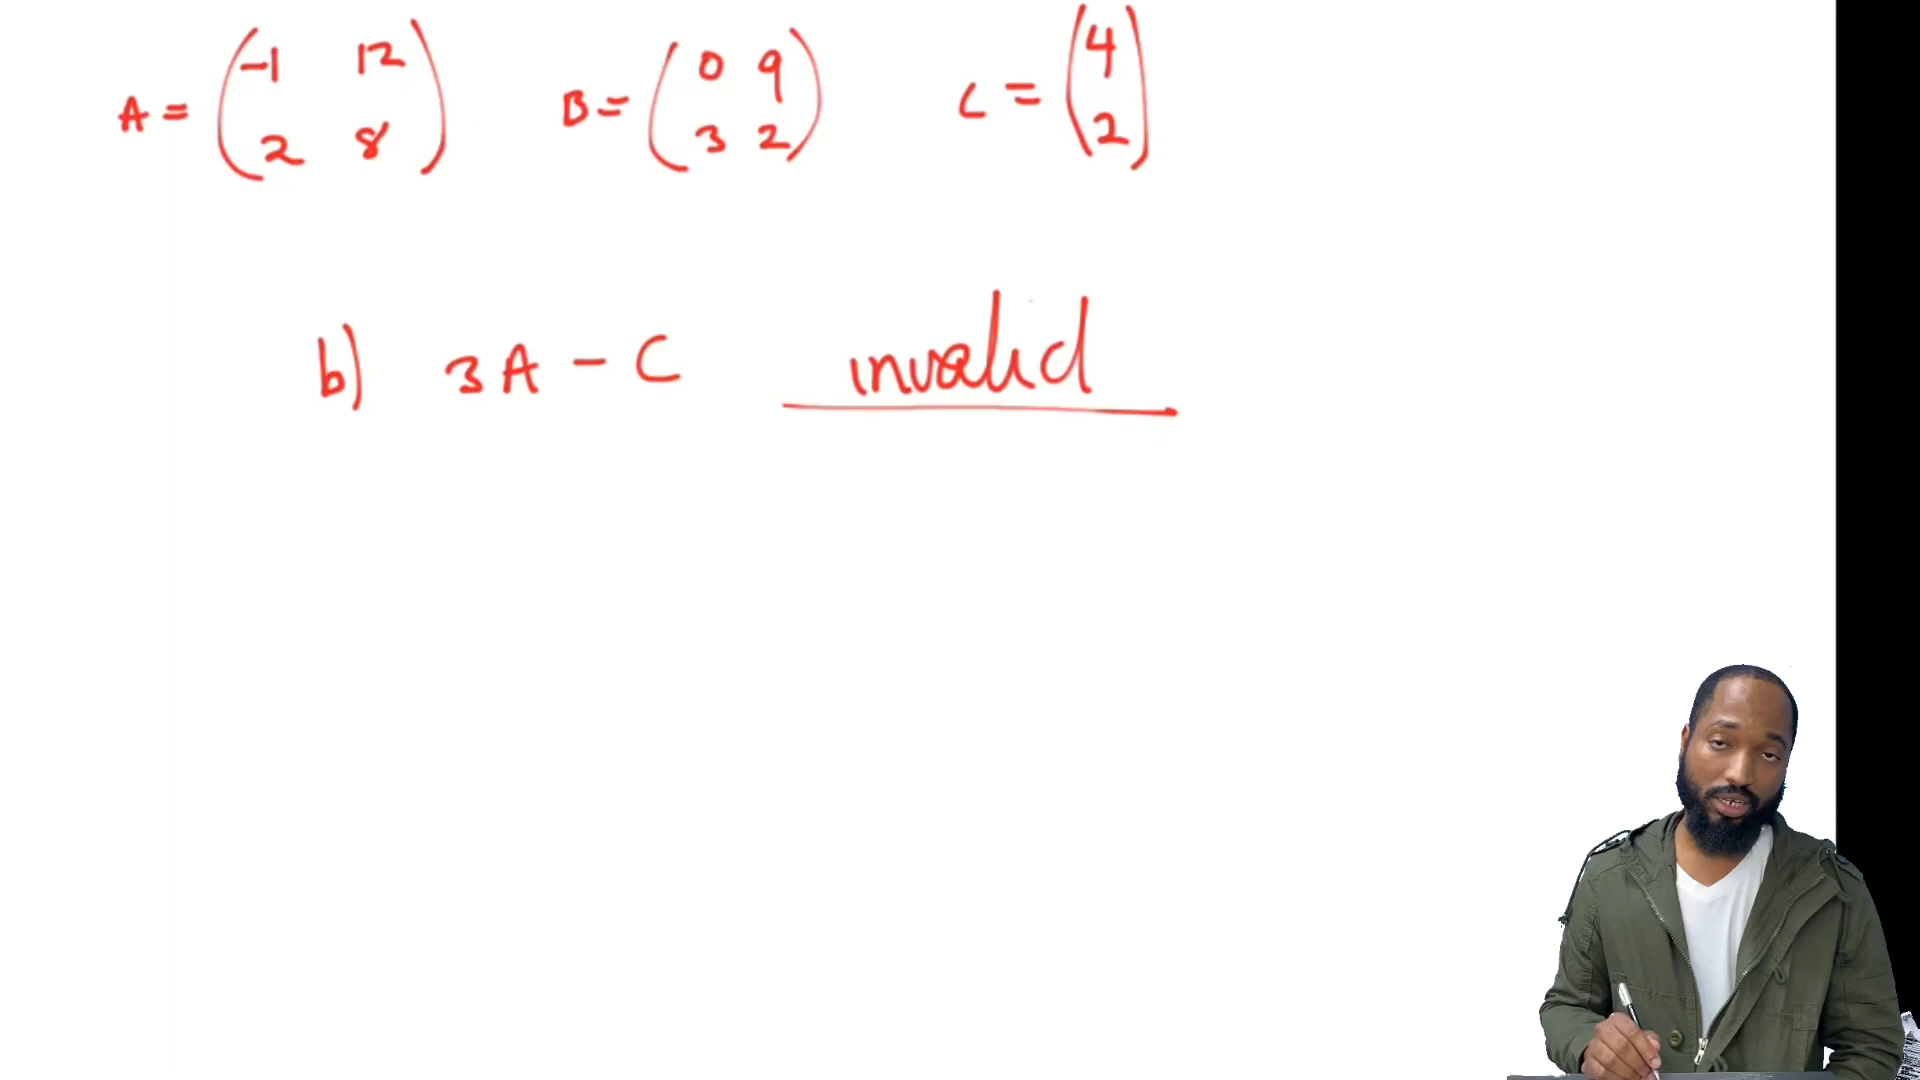 A = (-1 12
2 8) B = (0 9
3 2) C = (4
2)
b) 3A - C invalid